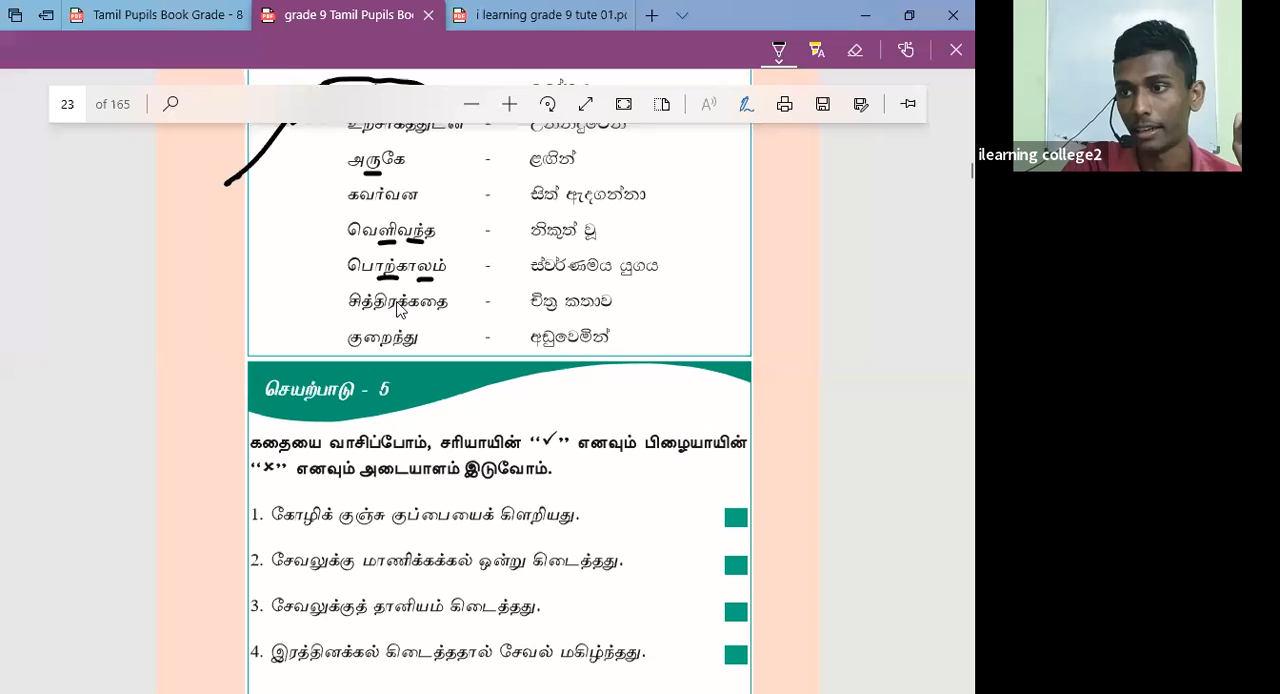 Tamil Pupils Book Grade - 8
grade 9 Tamil Pupils Bo
i learning grade 9 tute 01.p
23 of 165
ilearning college2
அருகே - ළඟින්
கவர்வன - සිත් ඇදගන්නා
வெளிவந்த - නිකුත් වූ
பொற்காலம் - ස්වර්ණමය යුගය
சித்திரக்கதை - චිත්‍ර කතාව
குறைந்து - අඩුවෙමින්
செயற்பாடு - 5
கதையை வாசிப்போம், சரியாயின் “✓” எனவும் பிழையாயின்
“×” எனவும் அடையாளம் இடுவோம்.
1. கோழிக் குஞ்சு குப்பையைக் கிளறியது.
2. சேவலுக்கு மாணிக்கக்கல் ஒன்று கிடைத்தது.
3. சேவலுக்குத் தானியம் கிடைத்தது.
4. இரத்தினக்கல் கிடைத்ததால் சேவல் மகிழ்ந்தது.